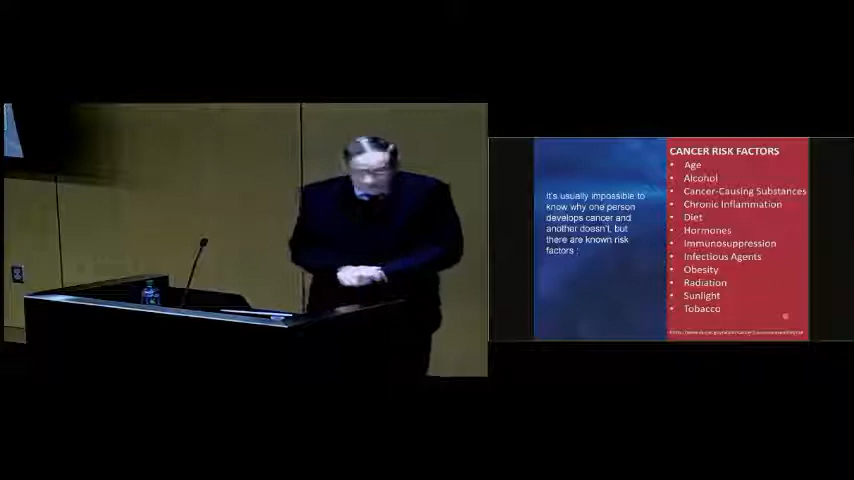 It's usually impossible to
know why one person
develops cancer and
another doesn't, but
there are known risk
factors :
CANCER RISK FACTORS
• Age
• Alcohol
• Cancer-Causing Substances
• Chronic Inflammation
• Diet
• Hormones
• Immunosuppression
• Infectious Agents
• Obesity
• Radiation
• Sunlight
• Tobacco